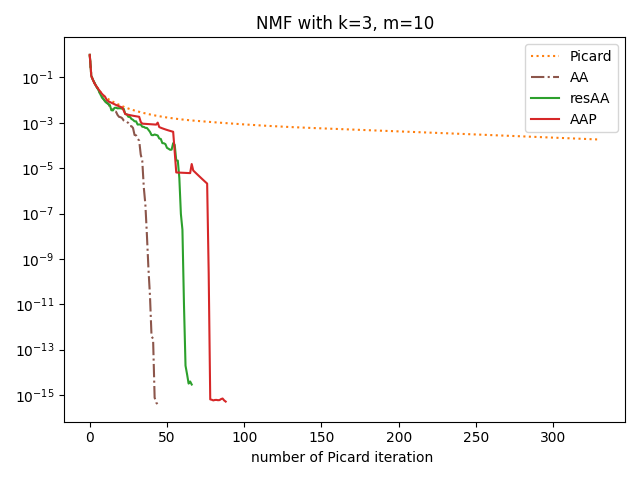 NMF with k=3, m=10
Picard
AA
resAA
AAP
10⁻¹
10⁻³
10⁻⁵
10⁻⁷
10⁻⁹
10⁻¹¹
10⁻¹³
10⁻¹⁵
0 50 100 150 200 250 300
number of Picard iteration